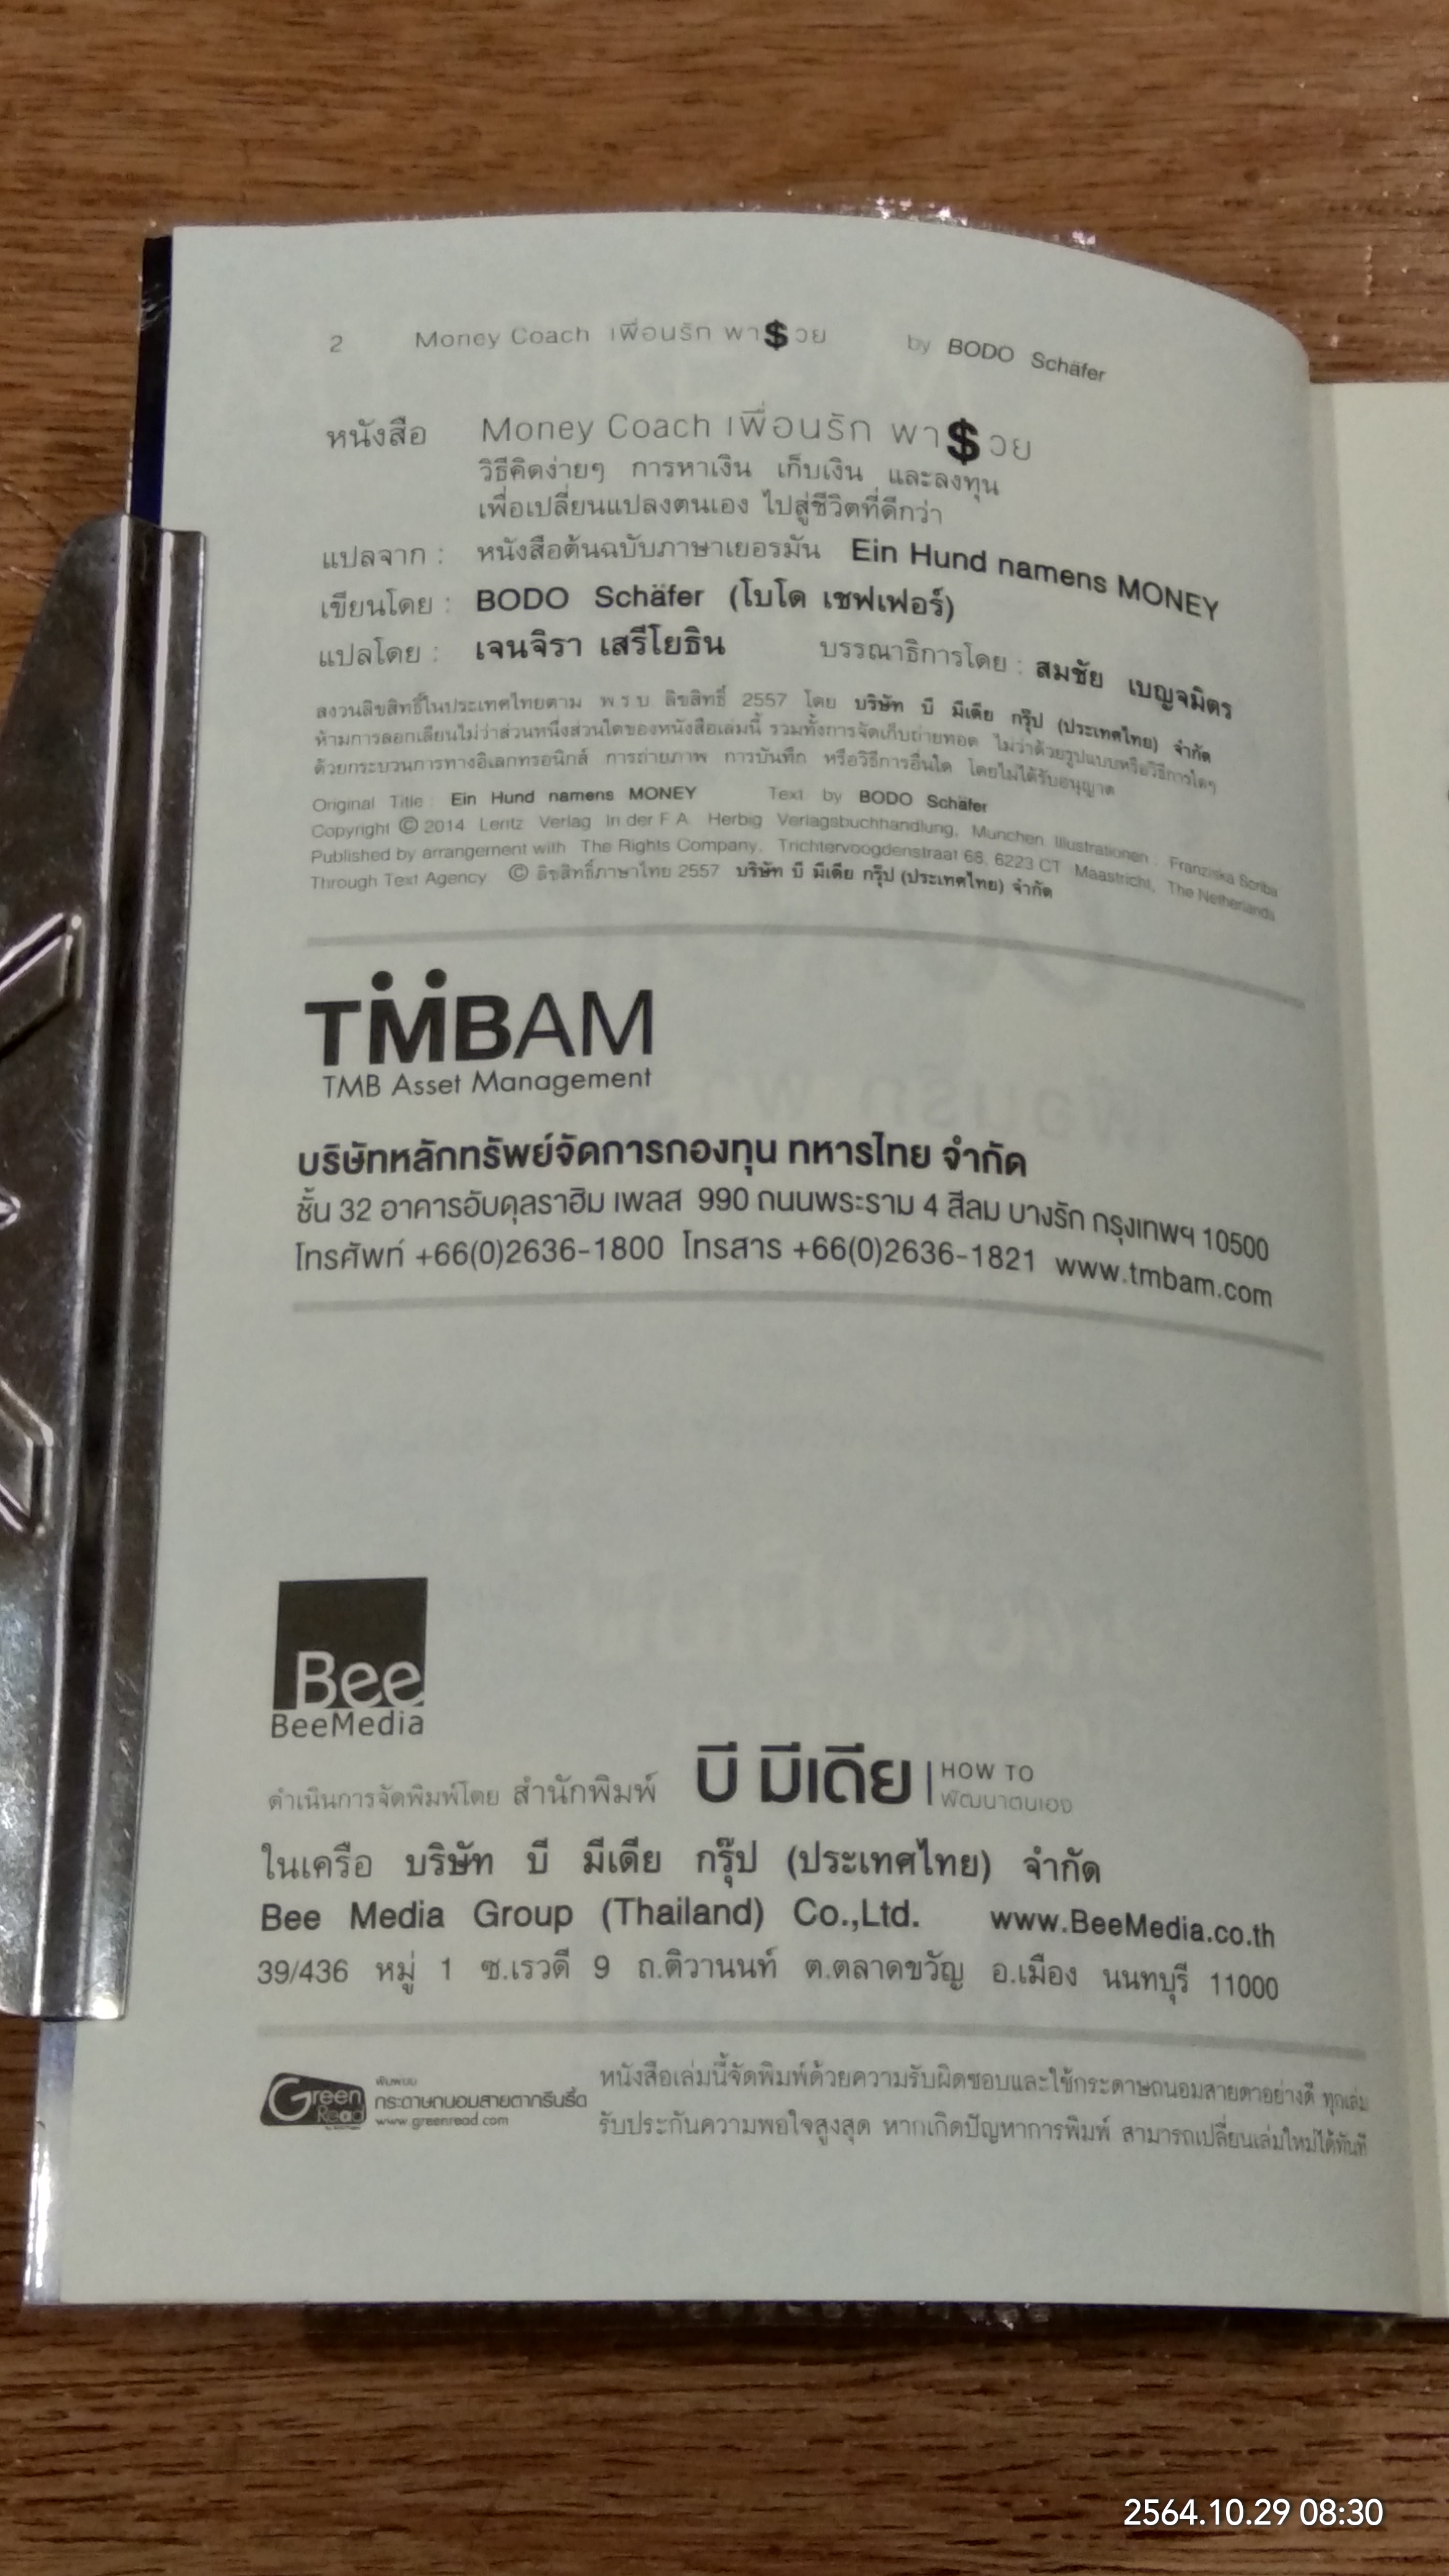 2 Money Coach เพื่อนรัก พา$วย by BODO Schäfer
หนังสือ Money Coach เพื่อนรัก พา$วย
วิธีคิดง่ายๆ การหาเงิน เก็บเงิน และลงทุน
เพื่อเปลี่ยนแปลงตนเอง ไปสู่ชีวิตที่ดีกว่า
แปลจาก : หนังสือต้นฉบับภาษาเยอรมัน Ein Hund namens MONEY
เขียนโดย : BODO Schäfer (โบโด เชฟเฟอร์)
แปลโดย : เจนจิรา เสรีโยธิน บรรณาธิการโดย : สมชัย เบญจมิตร
สงวนลิขสิทธิ์ในประเทศไทยตาม พ.ร.บ ลิขสิทธิ์ 2557 โดย บริษัท บี มีเดีย กรุ๊ป (ประเทศไทย) จำกัด
ห้ามการลอกเลียนไม่ว่าส่วนหนึ่งส่วนใดของหนังสือเล่มนี้ รวมทั้งการจัดเก็บถ่ายทอด ไม่ว่าด้วยรูปแบบหรือวิธีการใดๆ
ด้วยกระบวนการทางอิเลกทรอนิกส์ การถ่ายภาพ การบันทึก หรือวิธีการอื่นใด โดยไม่ได้รับอนุญาต
Original Title : Ein Hund namens MONEY Text by BODO Schäfer
Copyright © 2014 Lentz Verlag in der F.A. Herbig Verlagsbuchhandlung, Munchen. Illustrationen : Franziska Scriba
Published by arrangement with The Rights Company, Trichtervoogdenstraat 68, 6223 CT Maastricht, The Netherlands
Through Text Agency © ลิขสิทธิ์ภาษาไทย 2557 บริษัท บี มีเดีย กรุ๊ป (ประเทศไทย) จำกัด
TMBAM
TMB Asset Management
บริษัทหลักทรัพย์จัดการกองทุน ทหารไทย จำกัด
ชั้น 32 อาคารอับดุลราฮิม เพลส 990 ถนนพระราม 4 สีลม บางรัก กรุงเทพฯ 10500
โทรศัพท์ +66(0)2636-1800 โทรสาร +66(0)2636-1821 www.tmbam.com
Bee
BeeMedia
ดำเนินการจัดพิมพ์โดย สำนักพิมพ์ บี มีเดีย | HOW TO
พัฒนาตนเอง
ในเครือ บริษัท บี มีเดีย กรุ๊ป (ประเทศไทย) จำกัด
Bee Media Group (Thailand) Co.,Ltd. www.BeeMedia.co.th
39/436 หมู่ 1 ซ.เรวดี 9 ถ.ติวานนท์ ต.ตลาดขวัญ อ.เมือง นนทบุรี 11000
Green Read
พิมพ์บน
กระดาษถนอมสายตากรีนรี้ด
www.greenread.com
หนังสือเล่มนี้จัดพิมพ์ด้วยความรับผิดชอบและใช้กระดาษถนอมสายตาอย่างดี ทุกเล่ม
รับประกันความพอใจสูงสุด หากเกิดปัญหาการพิมพ์ สามารถเปลี่ยนเล่มใหม่ได้ทันที
2564.10.29 08:30